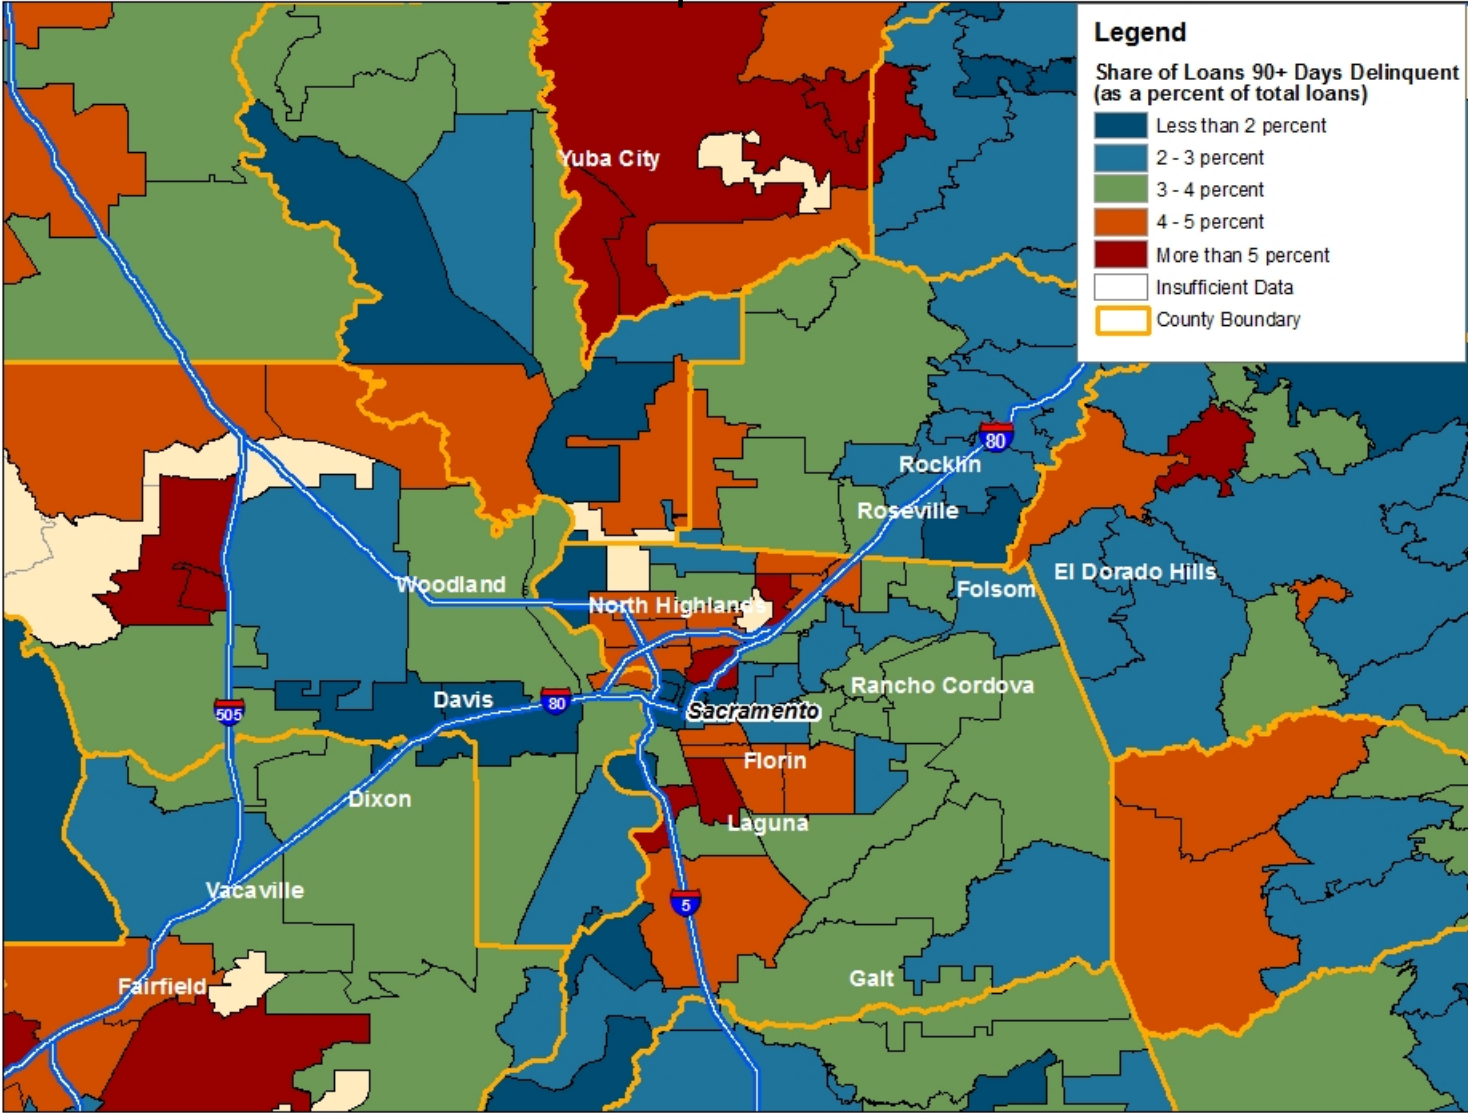 Legend
Share of Loans 90+ Days Delinquent
(as a percent of total loans)
Less than 2 percent
2 - 3 percent
3 - 4 percent
4 - 5 percent
More than 5 percent
Insufficient Data
County Boundary
Yuba City
80
Rocklin
Roseville
Woodland
El Dorado Hills
Folsom
North Highlands
Rancho Cordova
Davis
80
505
Sacramento
Florin
Dixon
Laguna
Vacaville
5
Galt
Fairfield